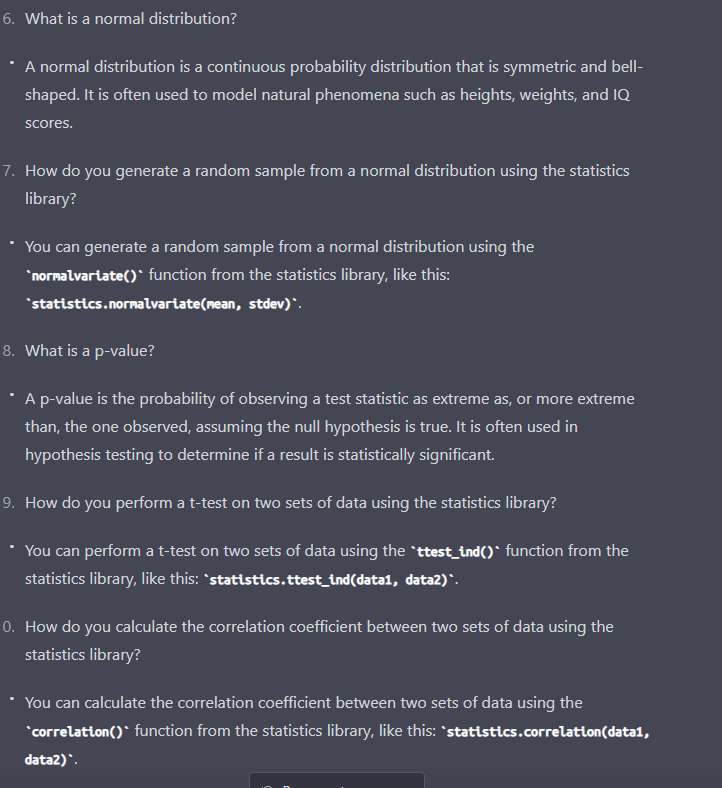 6. What is a normal distribution?
• A normal distribution is a continuous probability distribution that is symmetric and bell-
shaped. It is often used to model natural phenomena such as heights, weights, and IQ
scores.
7. How do you generate a random sample from a normal distribution using the statistics
library?
• You can generate a random sample from a normal distribution using the
`normalvariate()` function from the statistics library, like this:
`statistics.normalvariate(mean, stdev)`.
8. What is a p-value?
• A p-value is the probability of observing a test statistic as extreme as, or more extreme
than, the one observed, assuming the null hypothesis is true. It is often used in
hypothesis testing to determine if a result is statistically significant.
9. How do you perform a t-test on two sets of data using the statistics library?
• You can perform a t-test on two sets of data using the `ttest_ind()` function from the
statistics library, like this: `statistics.ttest_ind(data1, data2)`.
0. How do you calculate the correlation coefficient between two sets of data using the
statistics library?
• You can calculate the correlation coefficient between two sets of data using the
`correlation()` function from the statistics library, like this: `statistics.correlation(data1,
data2)`.